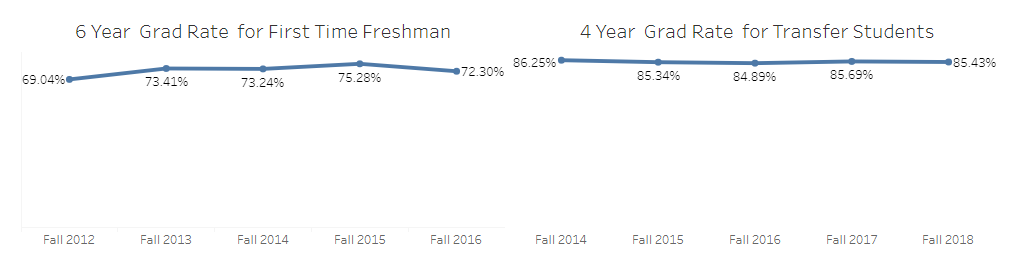 6 Year Grad Rate for First Time Freshman
69.04%
73.41%
73.24%
75.28%
72.30%
Fall 2012
Fall 2013
Fall 2014
Fall 2015
Fall 2016
4 Year Grad Rate for Transfer Students
86.25%
85.34%
84.89%
85.69%
85.43%
Fall 2014
Fall 2015
Fall 2016
Fall 2017
Fall 2018